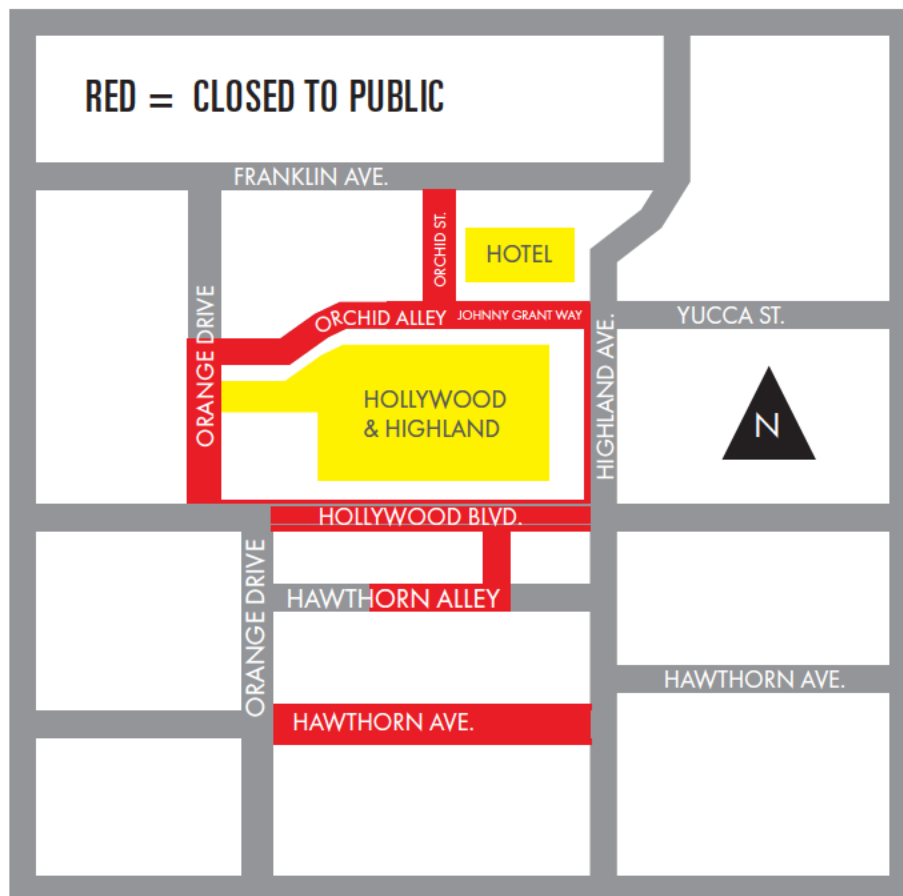 RED = CLOSED TO PUBLIC
FRANKLIN AVE.
ORCHID ST.
HOTEL
ORANGE DRIVE
ORCHID ALLEY
JOHNNY GRANT WAY
HIGHLAND AVE.
YUCCA ST.
HOLLYWOOD
& HIGHLAND
N
HOLLYWOOD BLVD.
ORANGE DRIVE
HAWTHORN ALLEY
HAWTHORN AVE.
HAWTHORN AVE.